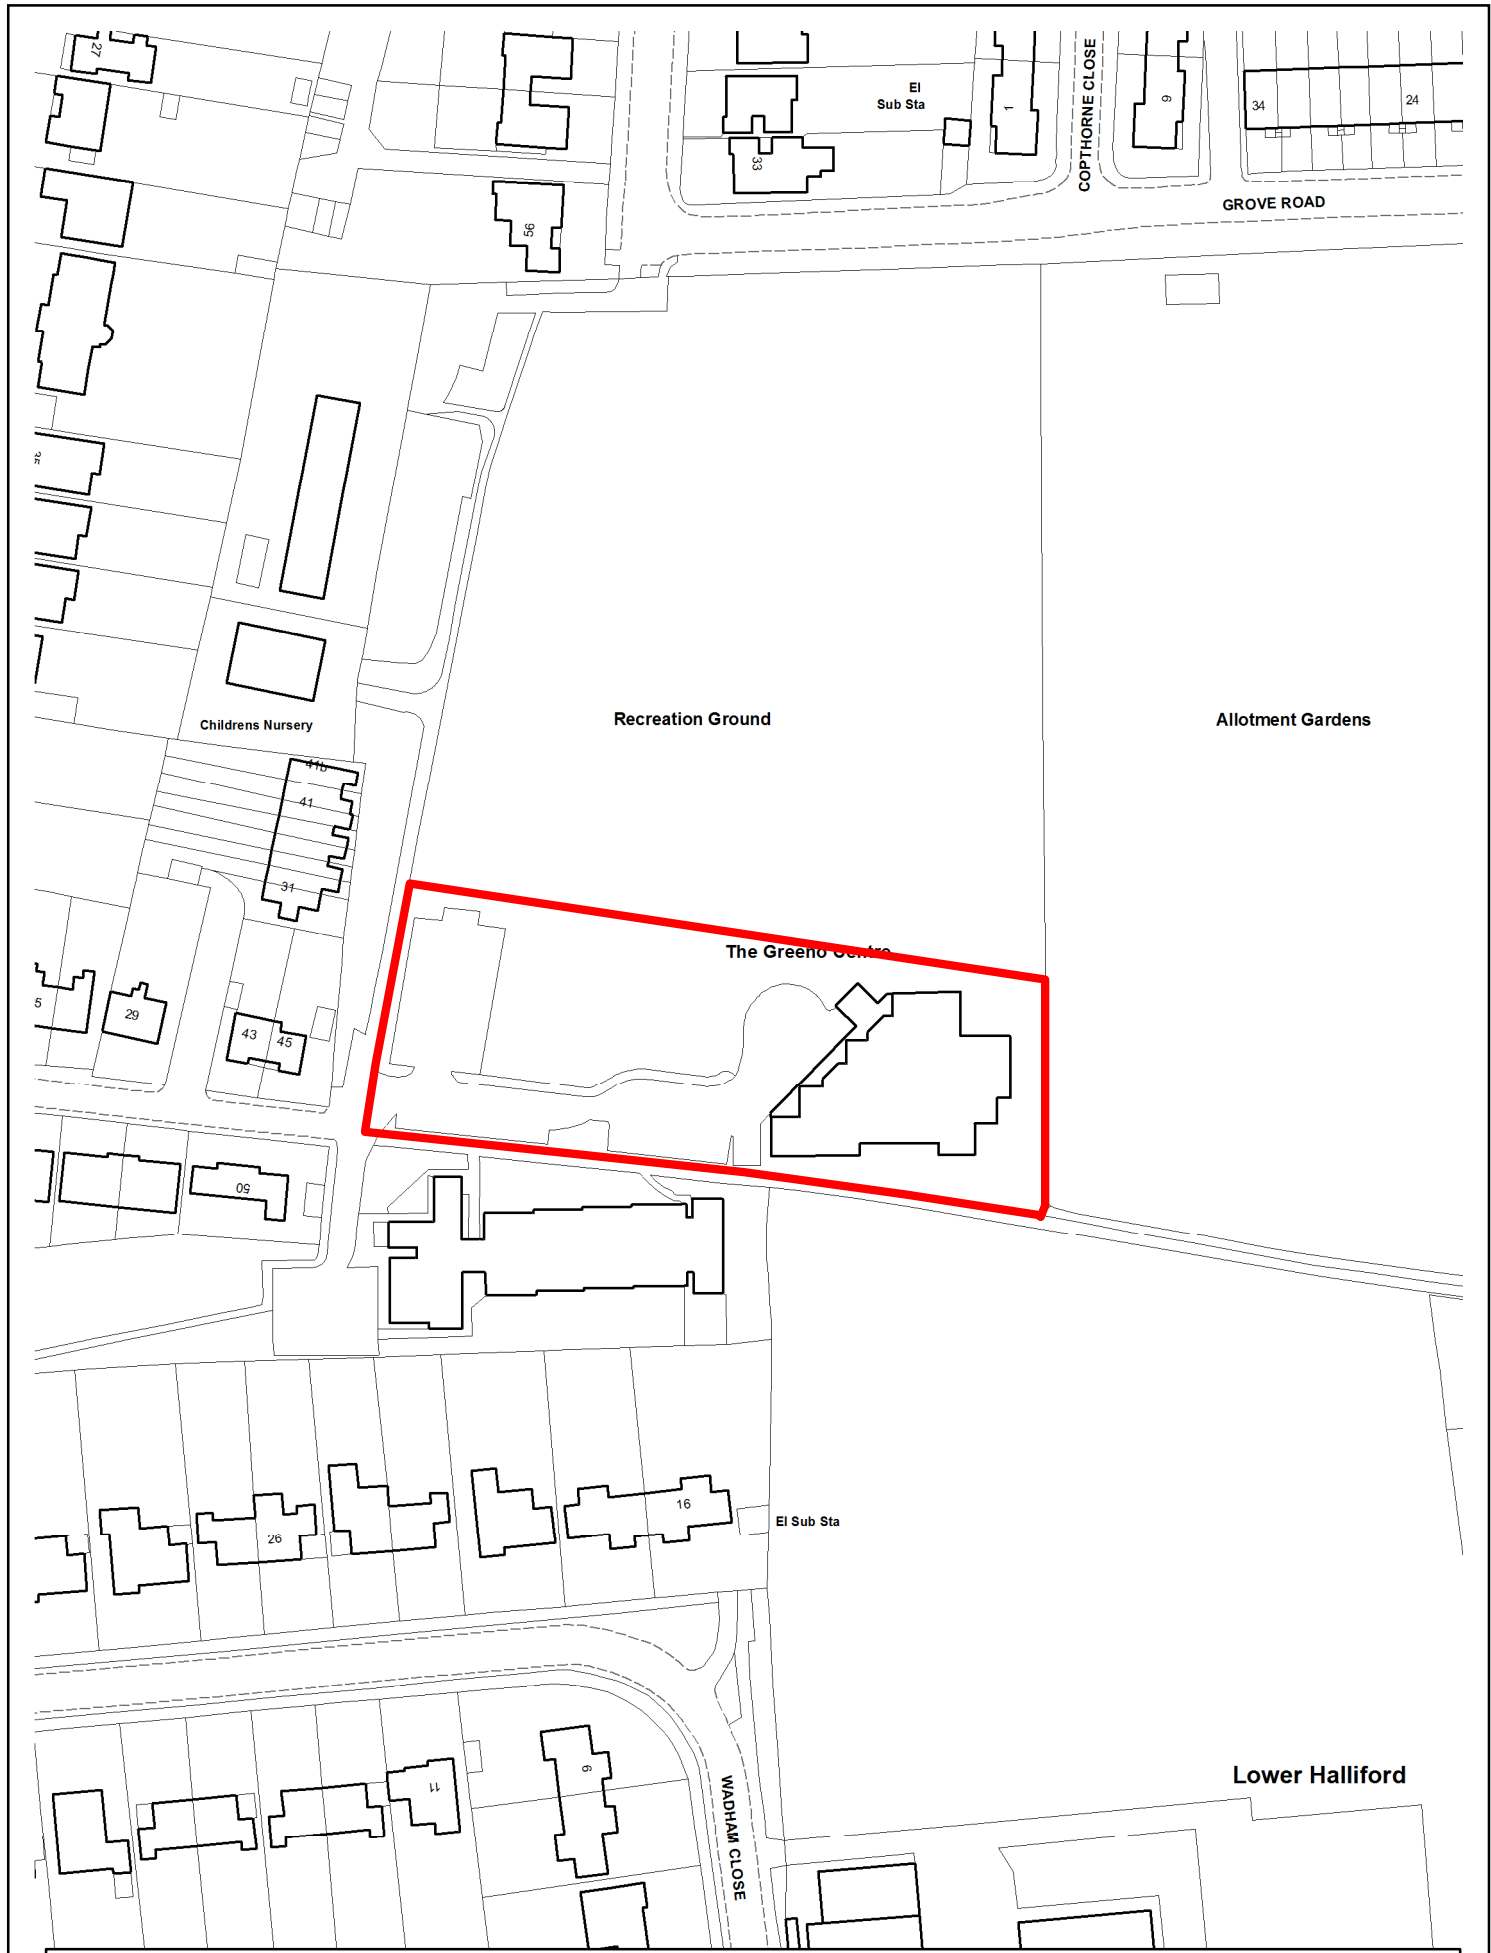 27
El
Sub Sta
1
COPTHORNE CLOSE
9
34
24
33
56
GROVE ROAD
Recreation Ground
Allotment Gardens
Childrens Nursery
41b
41
31
The Greeno Centre
5
29
43
45
50
16
El Sub Sta
26
9
11
WADHAM CLOSE
Lower Halliford